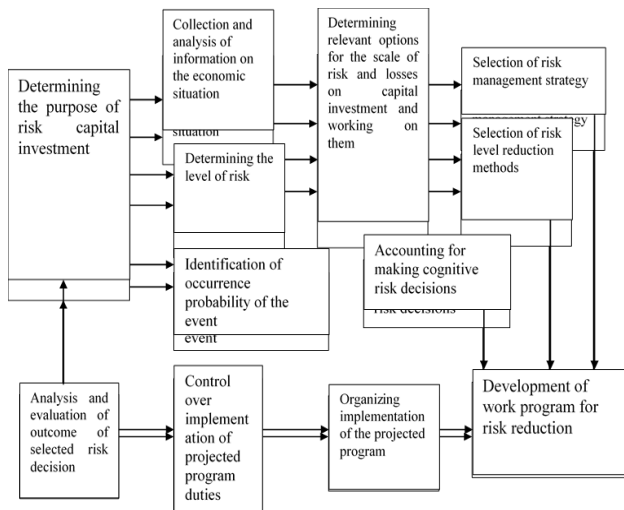 Determining
the purpose of
risk capital
investment
Collection and
analysis of
information on
the economic
situation
situation
Determining the
level of risk
Identification of
occurrence
probability of the
event
event
Determining
relevant options
for the scale of
risk and losses
on capital
investment and
working on
them
Selection of risk
management strategy
management strategy
Selection of risk
level reduction
methods
Accounting for
making cognitive
risk decisions
risk decisions
Analysis and
evaluation of
outcome of
selected risk
decision
Control
over
implement
ation of
projected
program
duties
Organizing
implementation
of the projected
program
Development of
work program for
risk reduction